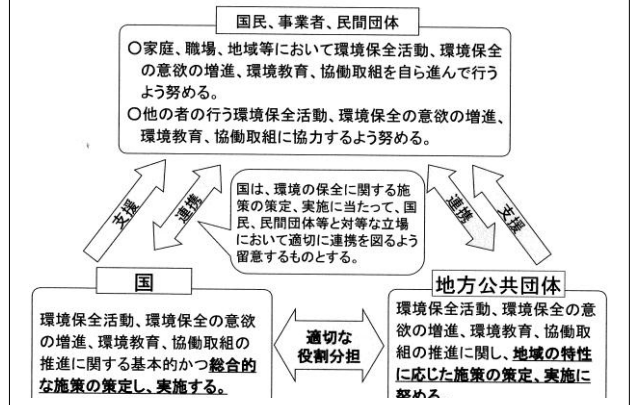 国民、事業者、民間団体
○家庭、職場、地域等において環境保全活動、環境保全
の意欲の増進、環境教育、協働取組を自ら進んで行う
よう努める。
○他の者の行う環境保全活動、環境保全の意欲の増進、
環境教育、協働取組に協力するよう努める。
支援
連携
国は、環境の保全に関する施
策の策定、実施に当たって、国
民、民間団体等と対等な立場
において適切に連携を図るよう
留意するものとする。
連携
支援
国
環境保全活動、環境保全の意欲
の増進、環境教育、協働取組の
推進に関する基本的かつ総合的
な施策の策定し、実施する。
適切な
役割分担
地方公共団体
環境保全活動、環境保全の意
欲の増進、環境教育、協働取
組の推進に関し、地域の特性
に応じた施策の策定、実施に
努める。